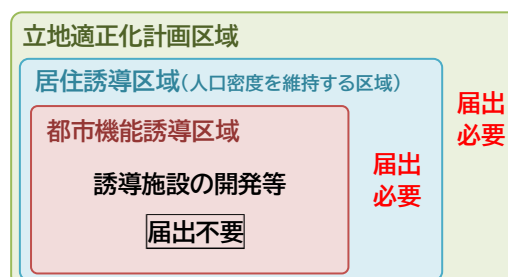 立地適正化計画区域
居住誘導区域(人口密度を維持する区域)
都市機能誘導区域
誘導施設の開発等
届出不要
届出
必要
届出
必要